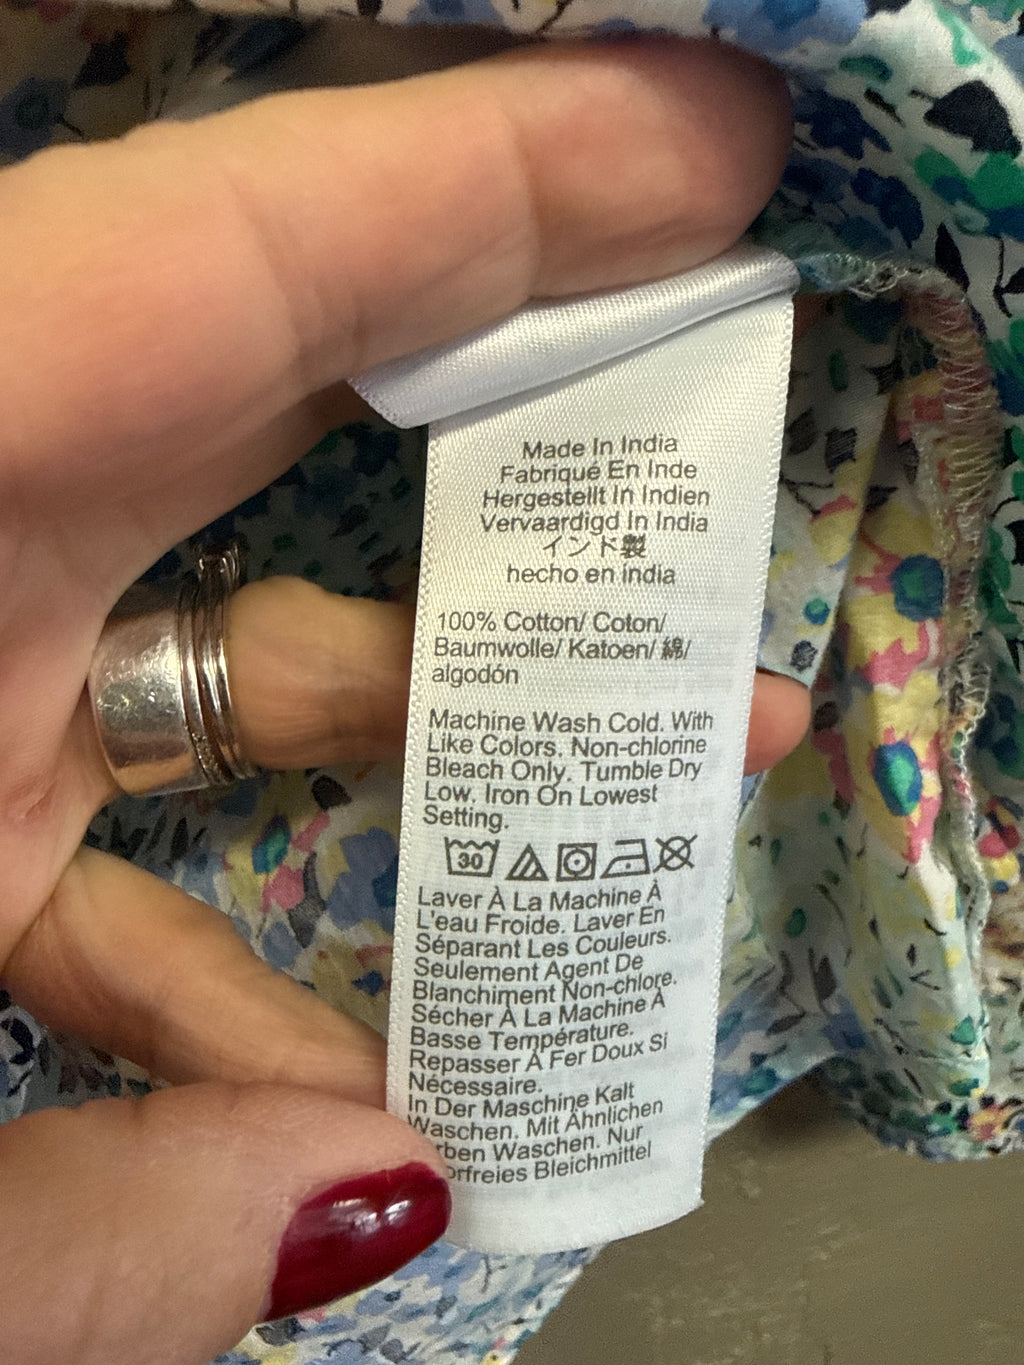 Made In India
Fabriqué En Inde
Hergestellt In Indien
Vervaardigd In India
インド製
hecho en india
100% Cotton/ Coton/
Baumwolle/ Katoen/ 綿/
algodón
Machine Wash Cold. With
Like Colors. Non-chlorine
Bleach Only. Tumble Dry
Low. Iron On Lowest
Setting.
30
Laver À La Machine À
L'eau Froide. Laver En
Séparant Les Couleurs.
Seulement Agent De
Blanchiment Non-chlore.
Sécher À La Machine À
Basse Température.
Repasser À Fer Doux Si
Nécessaire.
In Der Maschine Kalt
Waschen. Mit Ähnlichen
Waschen. Nur
Bleichmittel